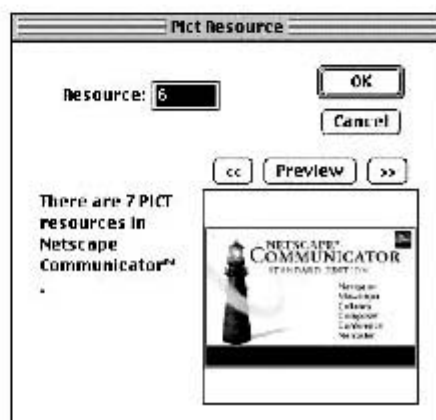 Pict Resource
Resource: 6
OK
Cancel
<< Preview >>
There are 7 PICT
resources in
Netscape
Communicator™
.
NETSCAPE®
COMMUNICATOR
STANDARD EDITION
Navigator
Messenger
Collabra
Composer
Conference
Netcaster